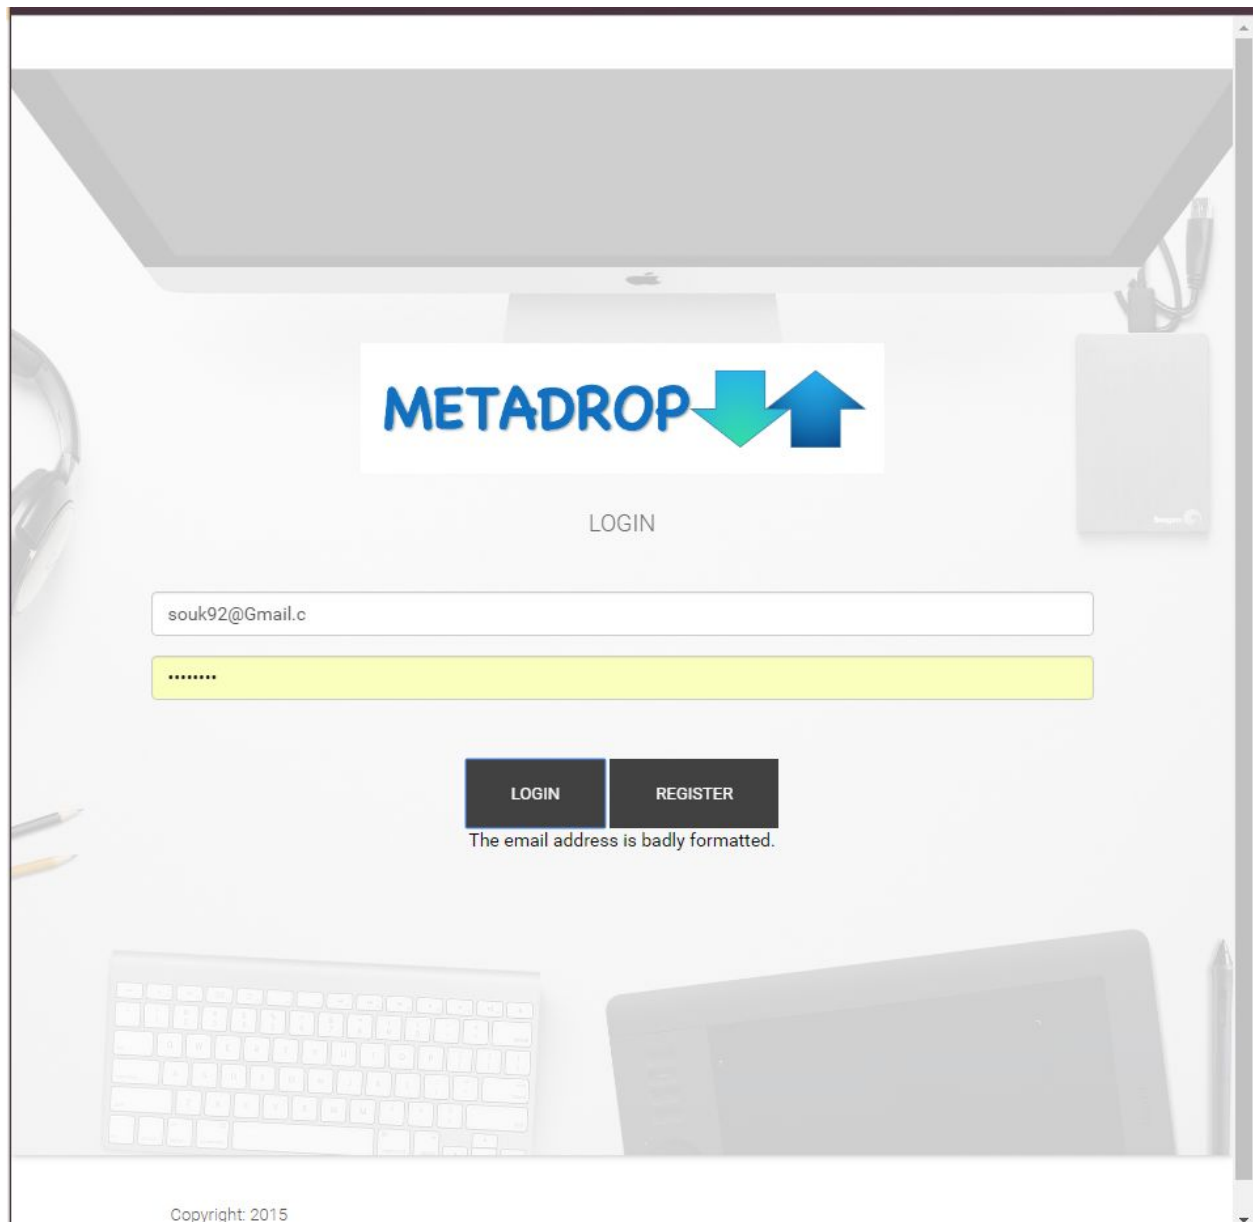 METADROP
LOGIN
souk92@Gmail.c
••••••••
LOGIN REGISTER
The email address is badly formatted.
Copyright: 2015